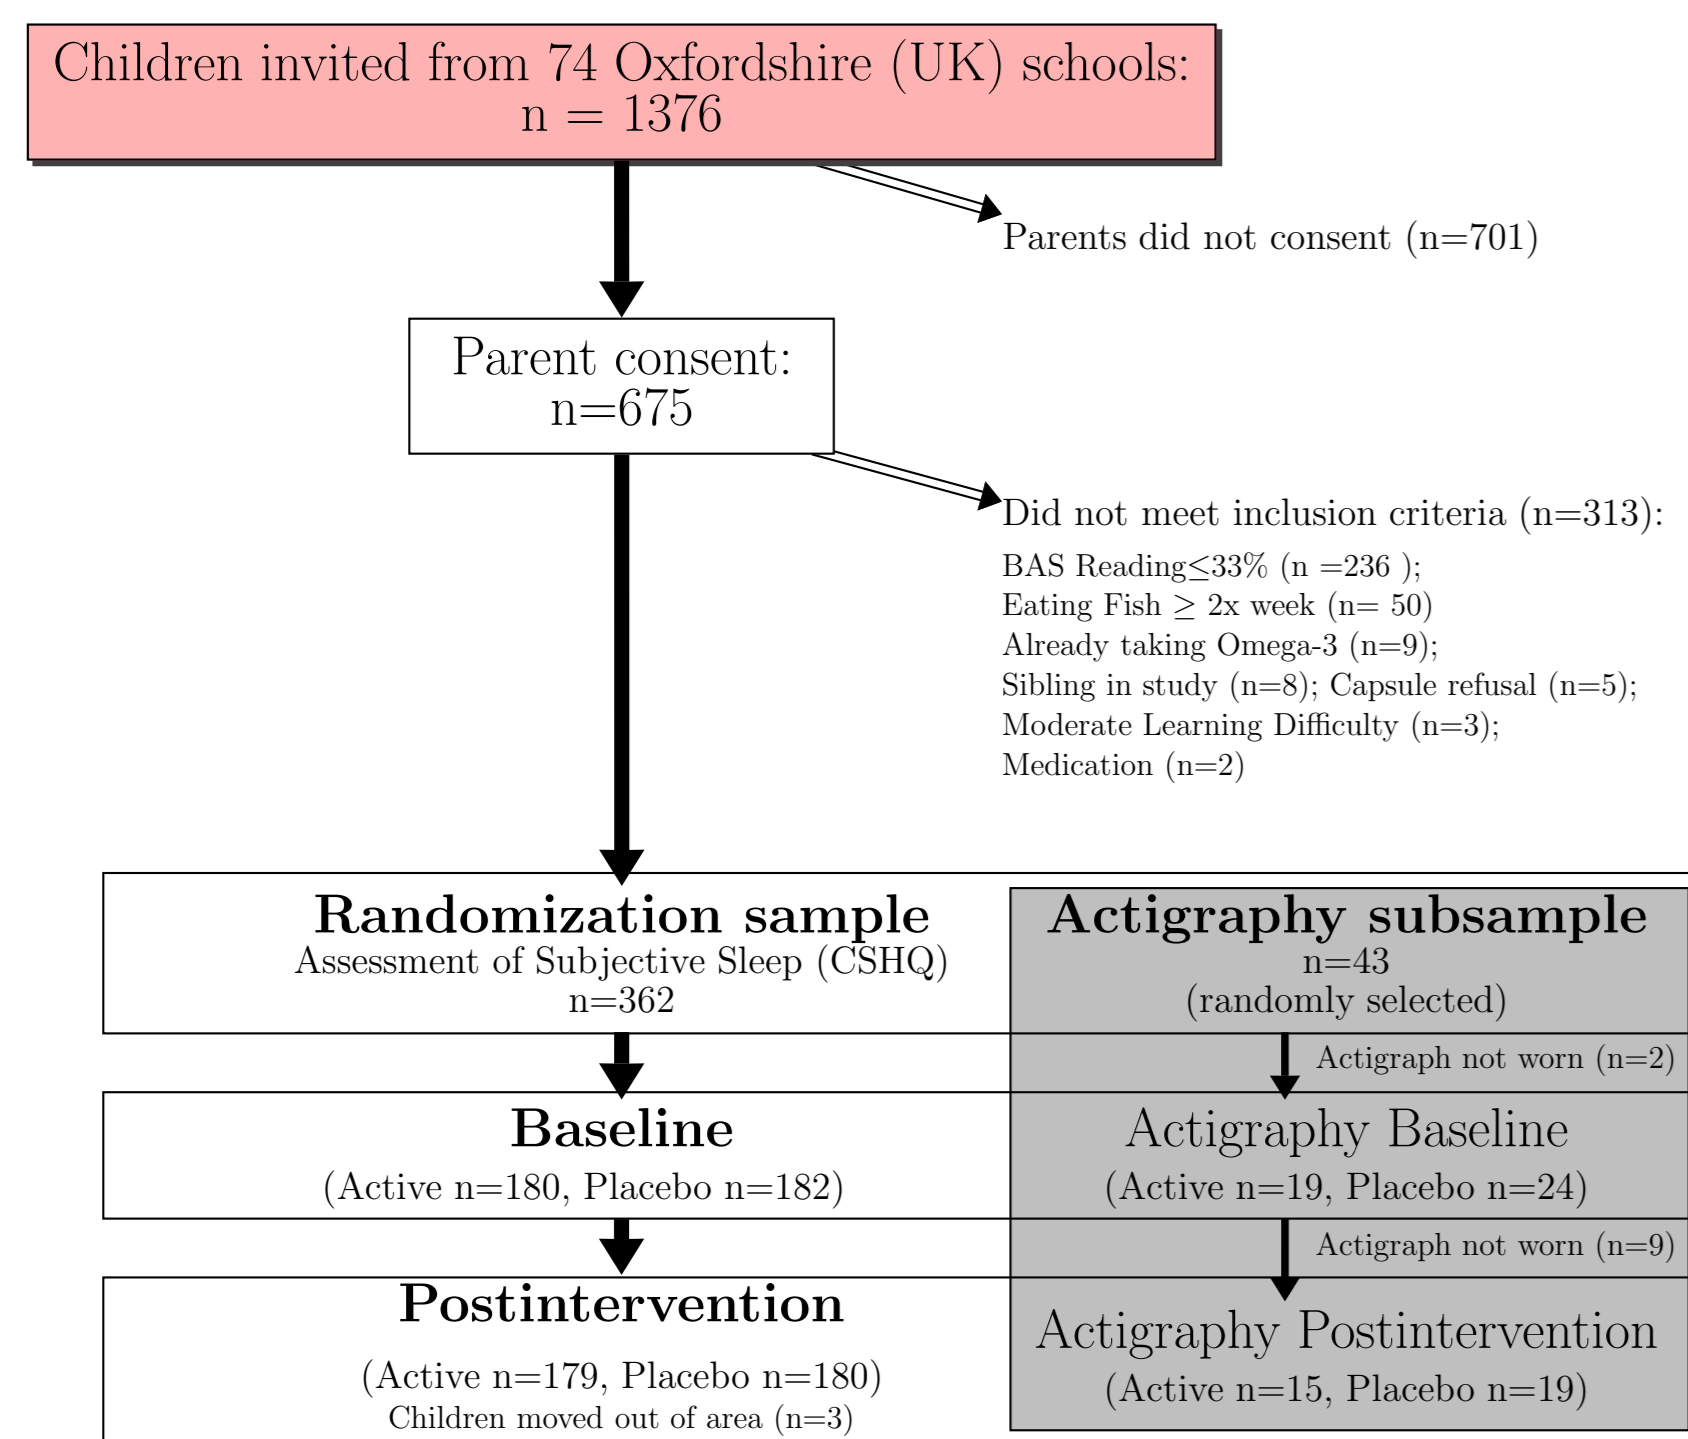 Children invited from 74 Oxfordshire (UK) schools:
n = 1376
Parents did not consent (n=701)
Parent consent:
n=675
Did not meet inclusion criteria (n=313):
BAS Reading≤33% (n =236 );
Eating Fish ≥ 2x week (n= 50)
Already taking Omega-3 (n=9);
Sibling in study (n=8); Capsule refusal (n=5);
Moderate Learning Difficulty (n=3);
Medication (n=2)
Randomization sample
Assessment of Subjective Sleep (CSHQ)
n=362
Actigraphy subsample
n=43
(randomly selected)
Actigraph not worn (n=2)
Baseline
(Active n=180, Placebo n=182)
Actigraphy Baseline
(Active n=19, Placebo n=24)
Actigraph not worn (n=9)
Postintervention
(Active n=179, Placebo n=180)
Children moved out of area (n=3)
Actigraphy Postintervention
(Active n=15, Placebo n=19)